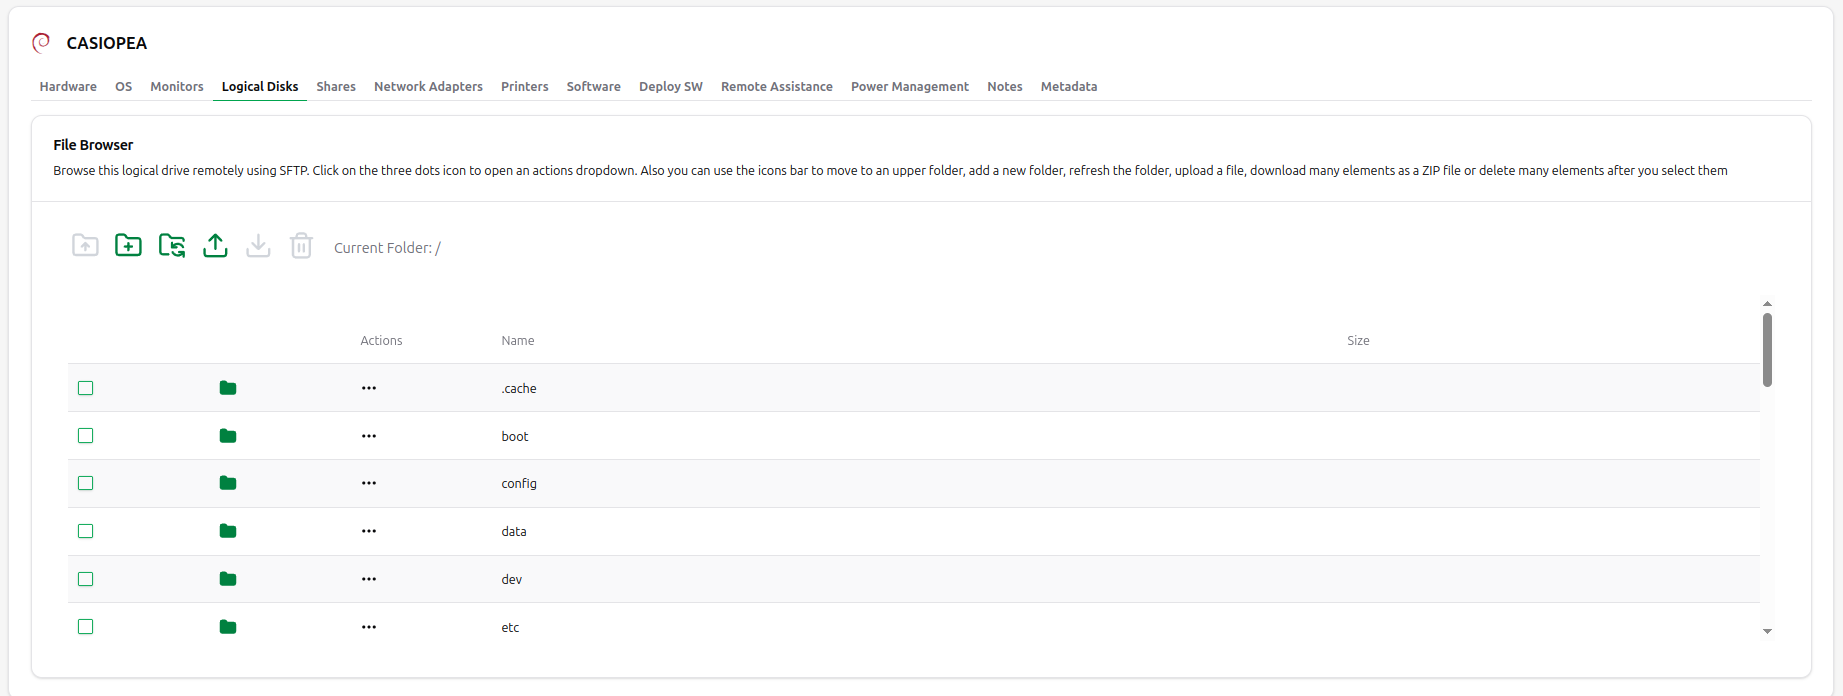 CASIOPEA
Hardware OS Monitors Logical Disks Shares Network Adapters Printers Software Deploy SW Remote Assistance Power Management Notes Metadata
File Browser
Browse this logical drive remotely using SFTP. Click on the three dots icon to open an actions dropdown. Also you can use the icons bar to move to an upper folder, add a new folder, refresh the folder, upload a file, download many elements as a ZIP file or delete many elements after you select them
Current Folder: /
Actions Name Size
.cache
boot
config
data
dev
etc